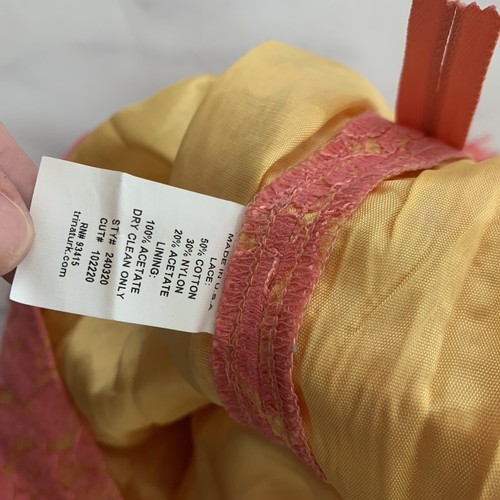 MADE IN U.S.A
LACE:
50% COTTON
30% NYLON
20% ACETATE
LINING:
100% ACETATE
DRY CLEAN ONLY
STY# 240320
CUT# 102220
RN# 93415
trinaturk.com